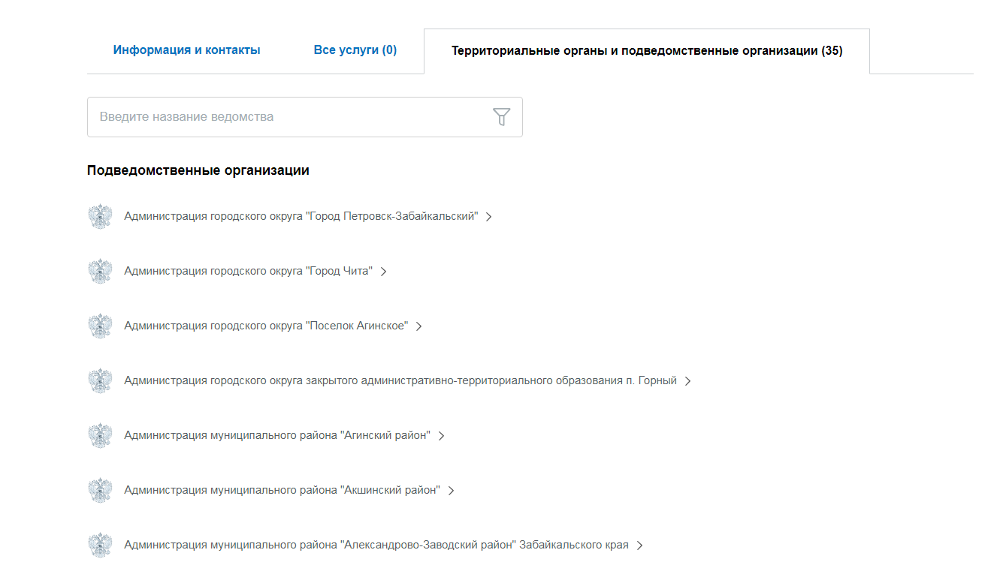 Информация и контакты
Все услуги (0)
Территориальные органы и подведомственные организации (35)
Введите название ведомства
Подведомственные организации
Администрация городского округа "Город Петровск-Забайкальский"
Администрация городского округа "Город Чита"
Администрация городского округа "Поселок Агинское"
Администрация городского округа закрытого административно-территориального образования п. Горный
Администрация муниципального района "Агинский район"
Администрация муниципального района "Акшинский район"
Администрация муниципального района "Александрово-Заводский район" Забайкальского края